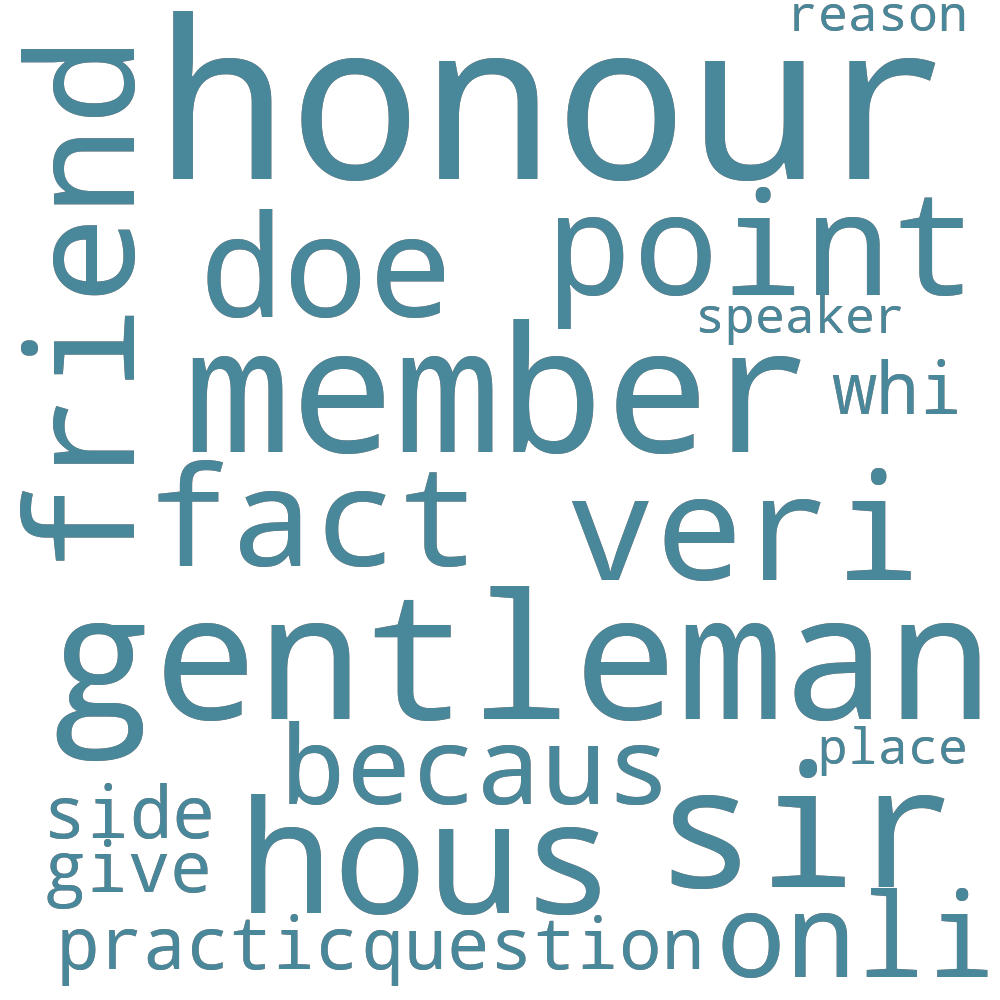 reason
honour
friend
doe
point
speaker
member
whi
fact
veri
gentleman
becaus
place
side
sir
give
hous
practic
question
onli